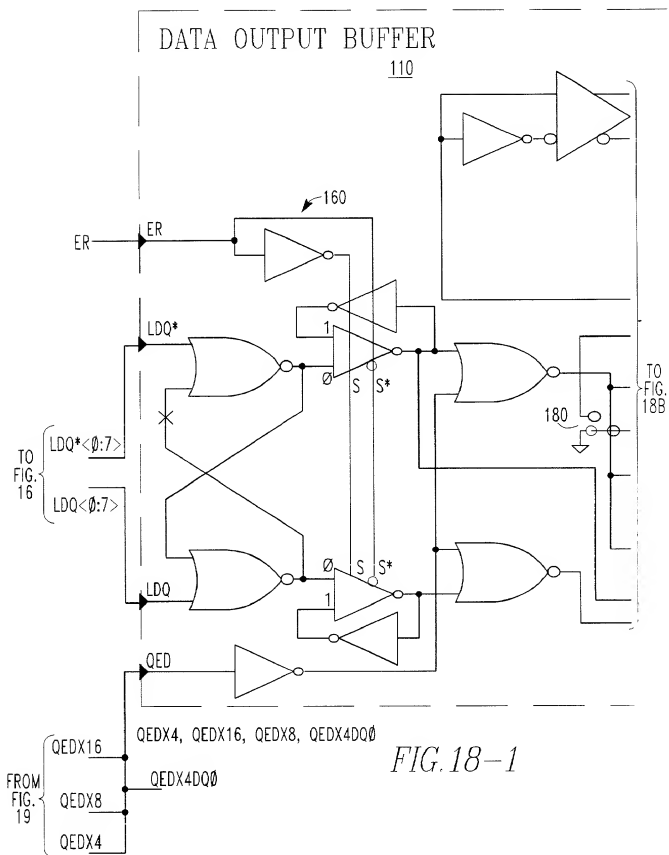 DATA OUTPUT BUFFER
110
160
ER
ER
LDQ*
1
Ø
S
S*
180
TO
FIG.
18B
TO
FIG.
16
LDQ*<Ø:7>
LDQ<Ø:7>
Ø
S
S*
1
LDQ
QED
QEDX4, QEDX16, QEDX8, QEDX4DQØ
FIG.18-1
FROM
FIG.
19
QEDX16
QEDX4DQØ
QEDX8
QEDX4